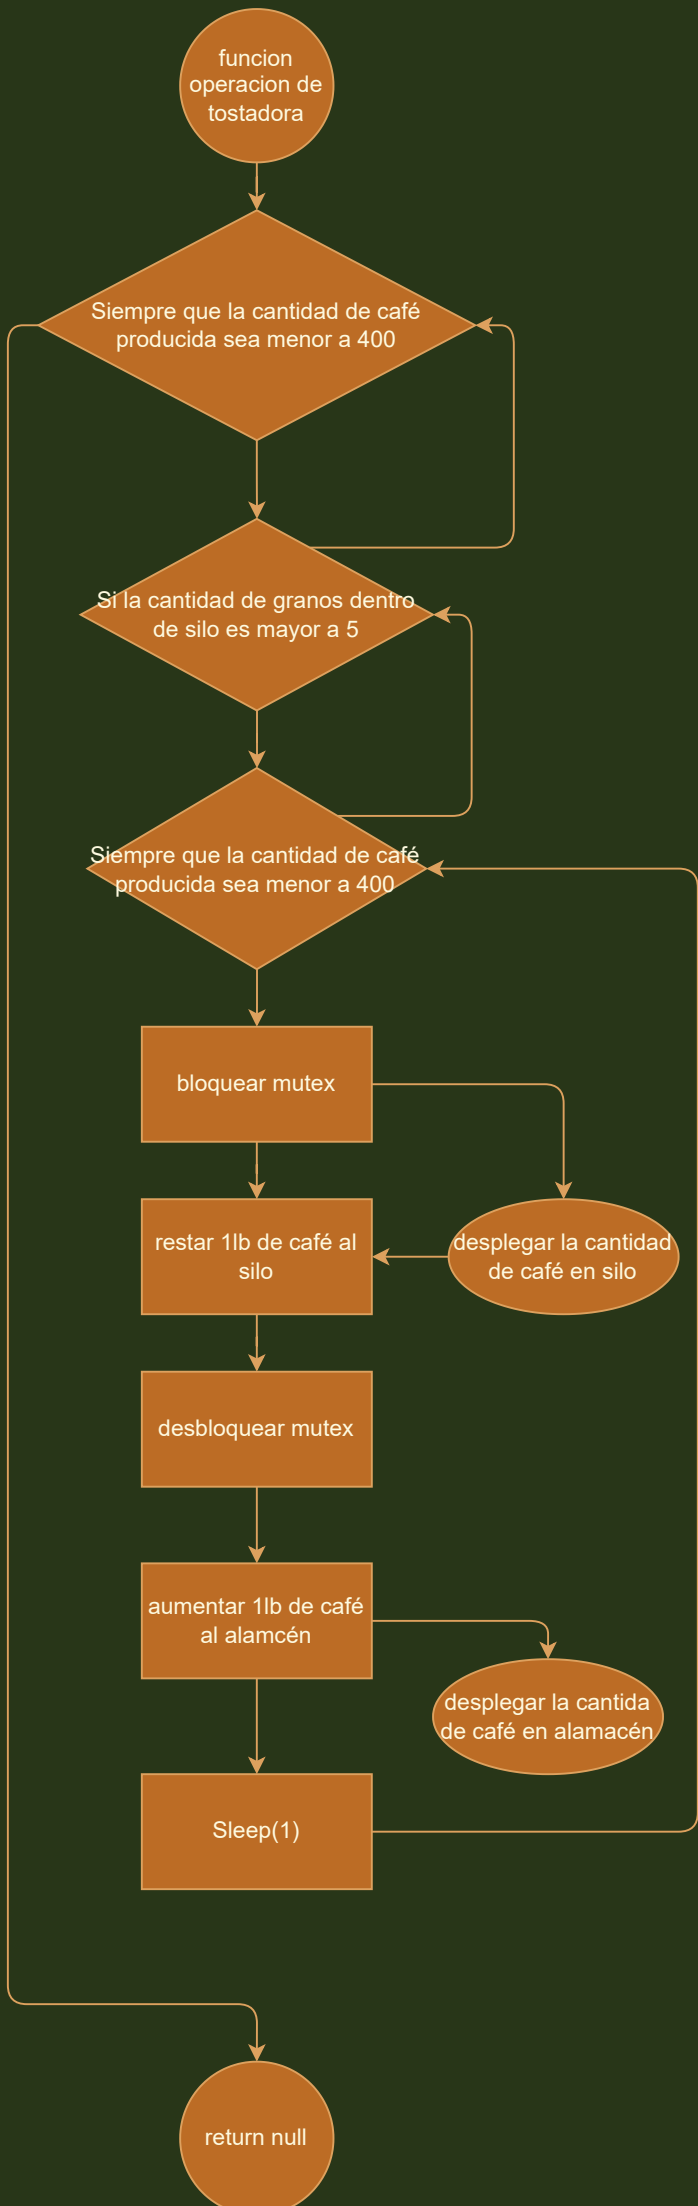 funcion
operacion de
tostadora
Siempre que la cantidad de café
producida sea menor a 400
Si la cantidad de granos dentro
de silo es mayor a 5
Siempre que la cantidad de café
producida sea menor a 400
bloquear mutex
restar 1lb de café al
silo
desplegar la cantidad
de café en silo
desbloquear mutex
aumentar 1lb de café
al alamcén
desplegar la cantida
de café en alamacén
Sleep(1)
return null